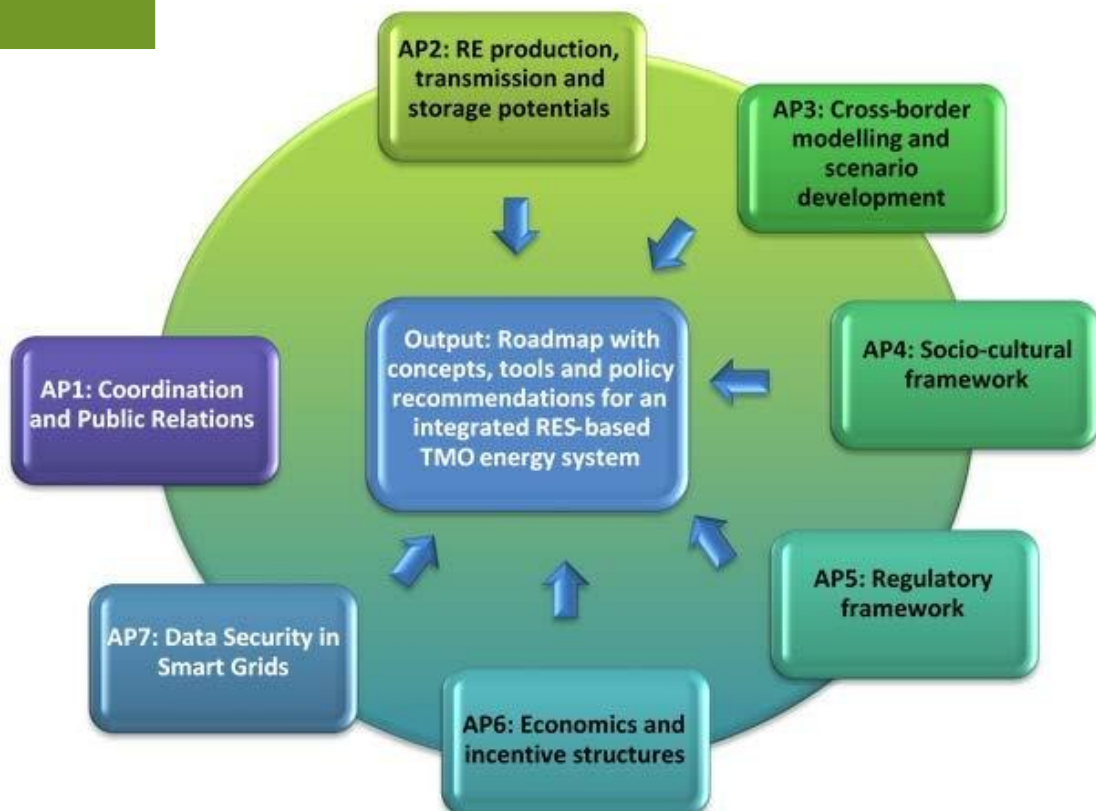 AP2: RE production,
transmission and
storage potentials
AP3: Cross-border
modelling and
scenario
development
Output: Roadmap with
concepts, tools and policy
recommendations for an
integrated RES-based
TMO energy system
AP4: Socio-cultural
framework
AP1: Coordination
and Public Relations
AP5: Regulatory
framework
AP7: Data Security in
Smart Grids
AP6: Economics and
incentive structures